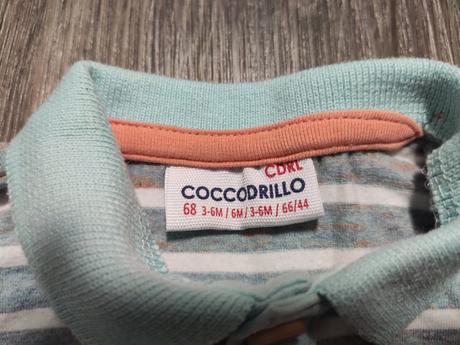 CDRL
COCCODRILLO
68 3-6M / 6M / 3-6M / 66/44